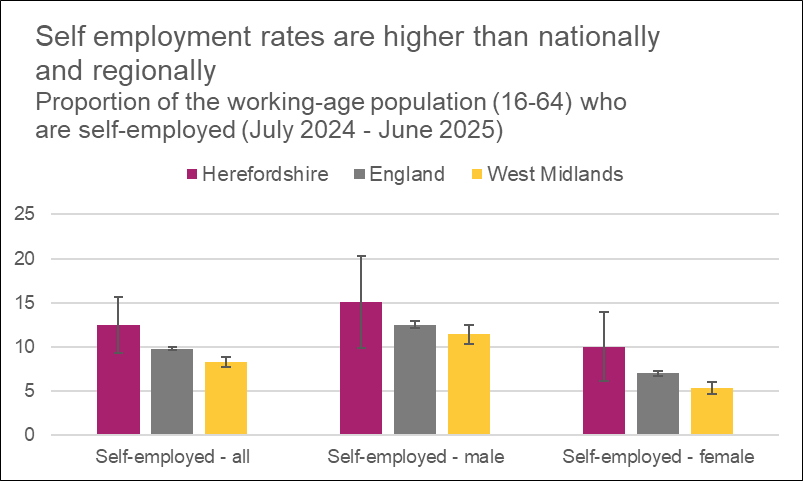 Self employment rates are higher than nationally
and regionally
Proportion of the working-age population (16-64) who
are self-employed (July 2024 - June 2025)
Herefordshire England West Midlands
25
20
15
10
5
0
Self-employed - all Self-employed - male Self-employed - female